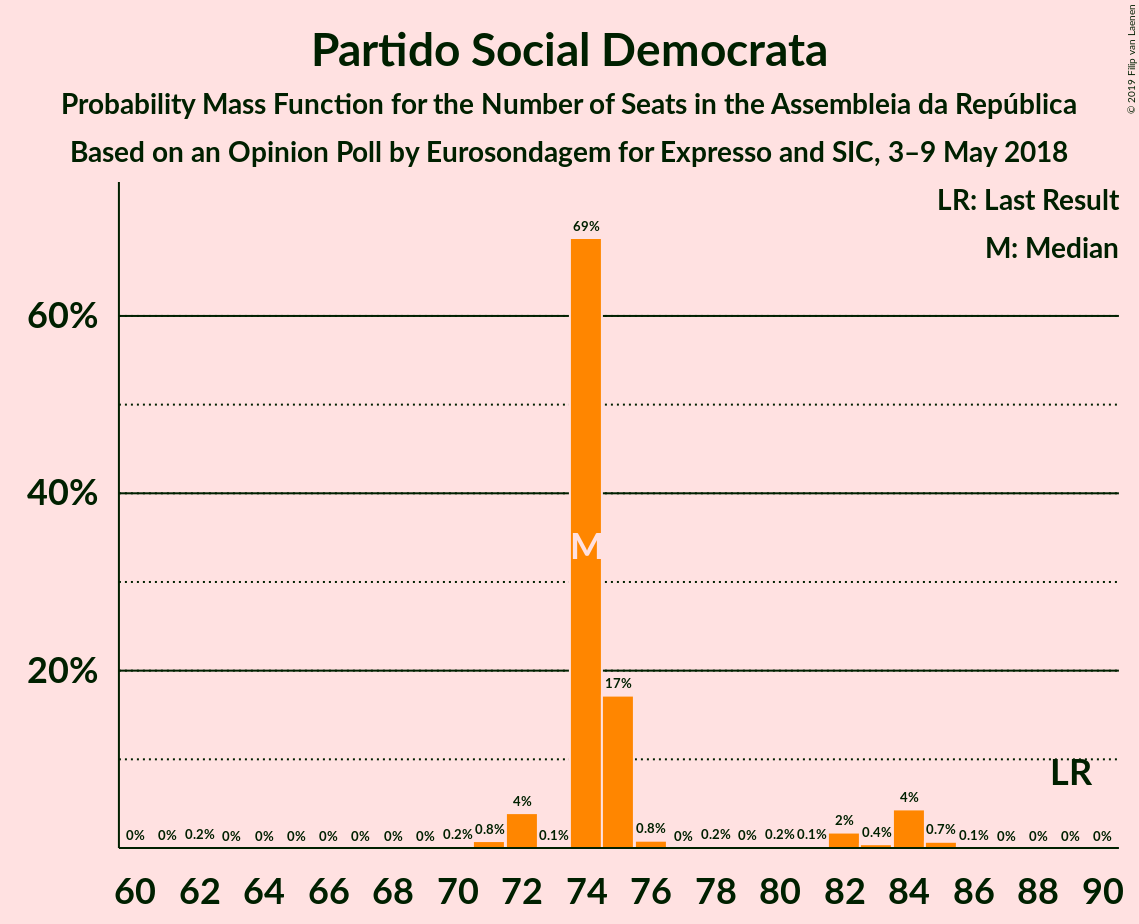 Partido Social Democrata
Probability Mass Function for the Number of Seats in the Assembleia da República
Based on an Opinion Poll by Eurosondagem for Expresso and SIC, 3–9 May 2018
© 2019 Filip van Laenen
LR: Last Result
M: Median
69%
60%
40%
M
20%
17%
LR
0% 0% 0.2% 0% 0% 0% 0% 0% 0% 0% 0.2% 0.8% 4% 0.1% 0.8% 0% 0.2% 0% 0.2% 0.1% 2% 0.4% 4% 0.7% 0.1% 0% 0% 0% 0%
60 62 64 66 68 70 72 74 76 78 80 82 84 86 88 90